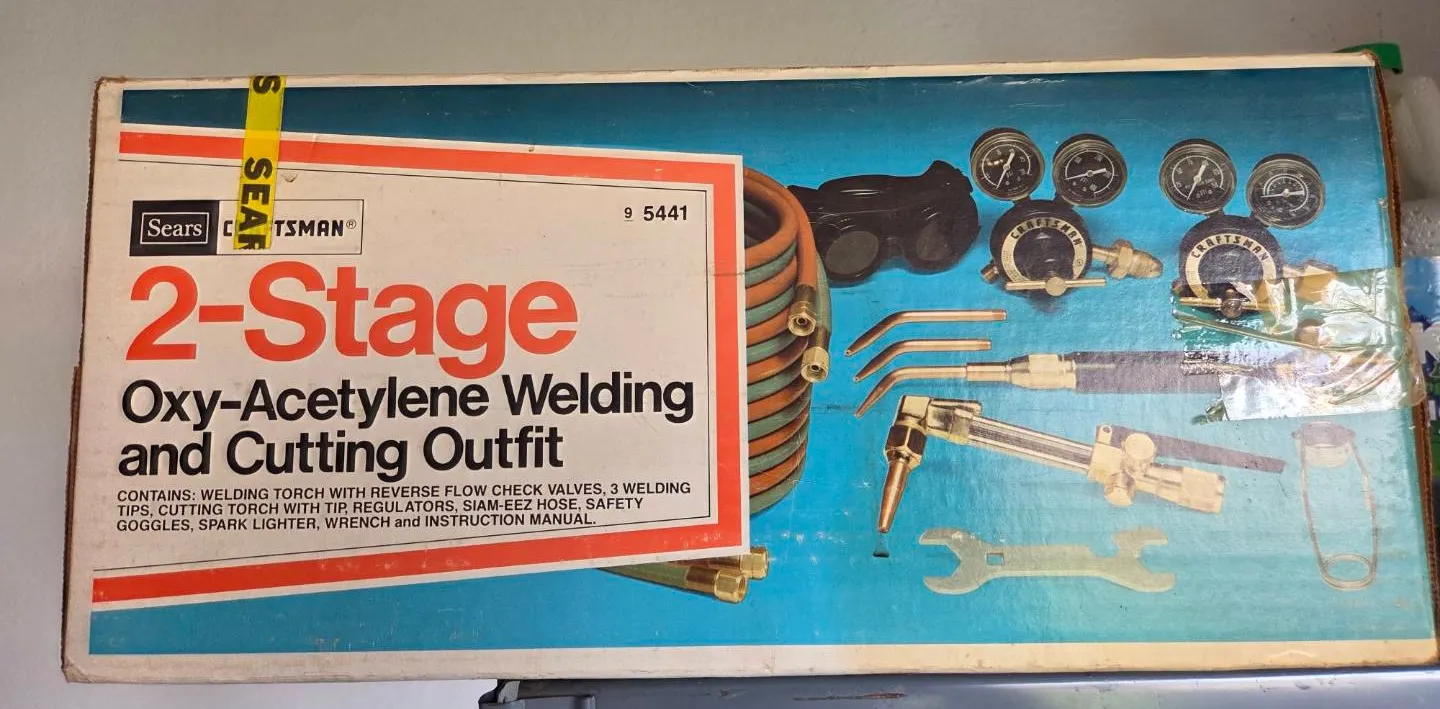 S SEAR
Sears
C TSMAN®
9 5441
2-Stage
Oxy-Acetylene Welding
and Cutting Outfit
CONTAINS: WELDING TORCH WITH REVERSE FLOW CHECK VALVES, 3 WELDING
TIPS, CUTTING TORCH WITH TIP, REGULATORS, SIAM-EEZ HOSE, SAFETY
GOGGLES, SPARK LIGHTER, WRENCH and INSTRUCTION MANUAL.
CRAFTSMAN
CRAFTSMAN